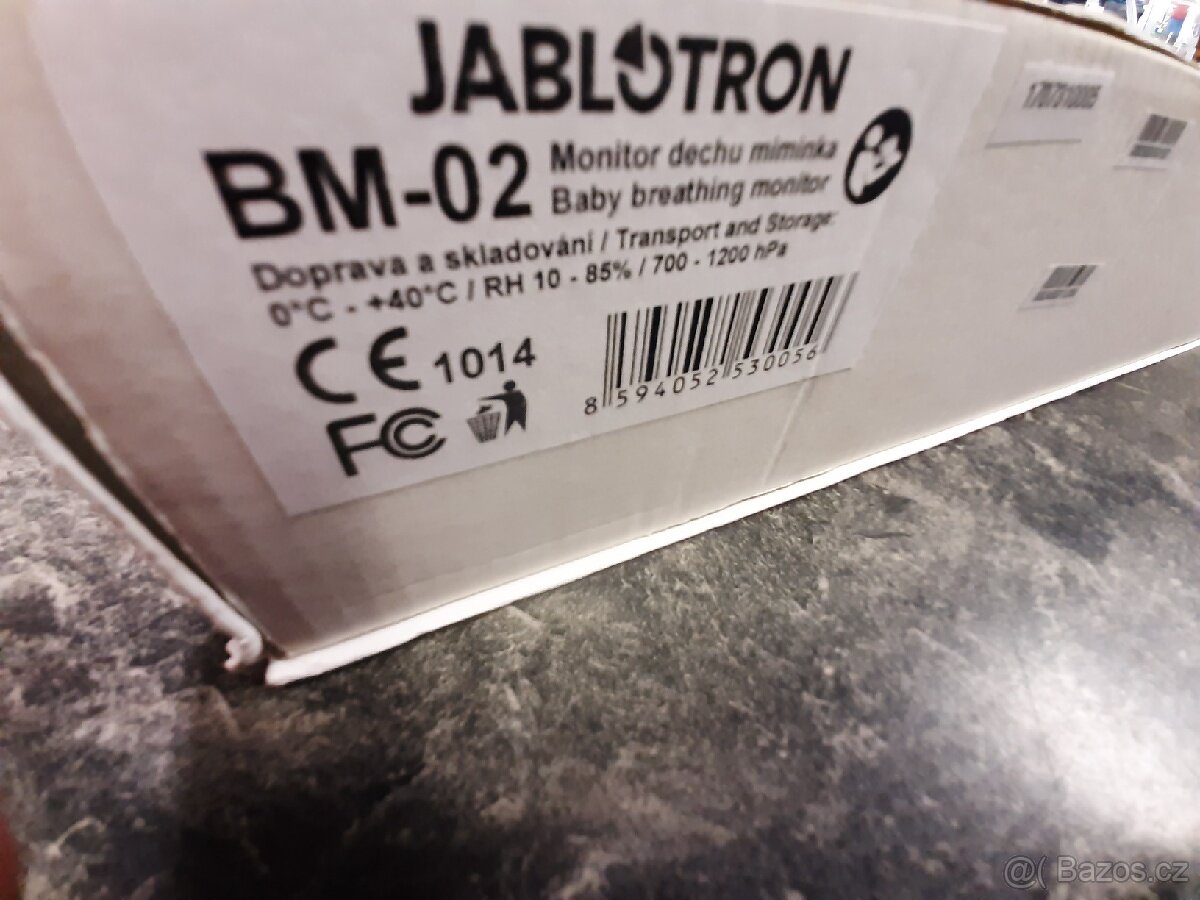 JABLOTRON
BM-02
Monitor dechu miminka
Baby breathing monitor
Doprava a skladování / Transport and Storage:
0°C - +40°C / RH 10 - 85% / 700 - 1200 hPa
CE 1014
FC
8 594052 530056
@( Bazos.cz